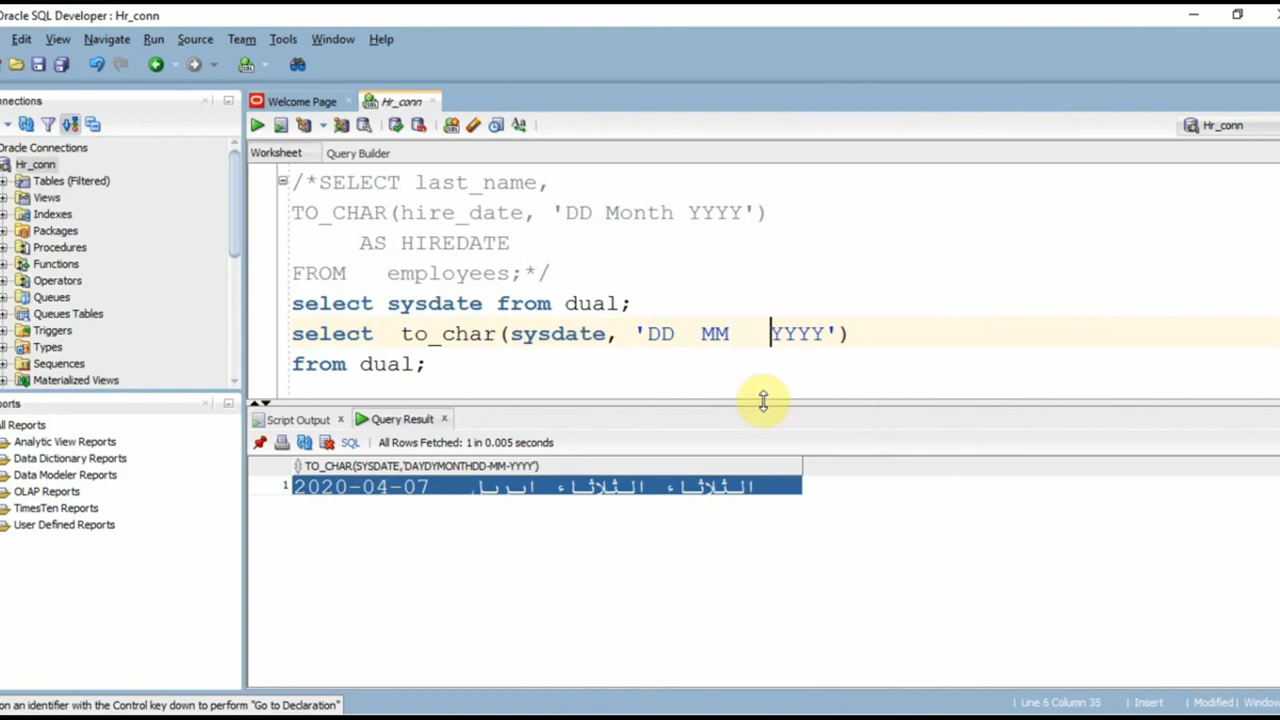 Oracle SQL Developer : Hr_conn
Edit View Navigate Run Source Team Tools Window Help
Connections
Oracle Connections
Hr_conn
Tables (Filtered)
Views
Indexes
Packages
Procedures
Functions
Operators
Queues
Queues Tables
Triggers
Types
Sequences
Materialized Views
ports
All Reports
Analytic View Reports
Data Dictionary Reports
Data Modeler Reports
OLAP Reports
TimesTen Reports
User Defined Reports
Welcome Page Hr_conn
Hr_conn
Worksheet Query Builder
/*SELECT last_name,
TO_CHAR(hire_date, 'DD Month YYYY')
AS HIREDATE
FROM employees;*/
select sysdate from dual;
select to_char(sysdate, 'DD MM YYYY')
from dual;
Script Output Query Result
SQL All Rows Fetched: 1 in 0.005 seconds
TO_CHAR(SYSDATE,'DAYDYMONTHDD-MM-YYYY')
1 الثلاثاء الثلاثاء ابريل 2020-04-07
on an identifier with the Control key down to perform "Go to Declaration"
Line 6 Column 35 Insert Modified Window